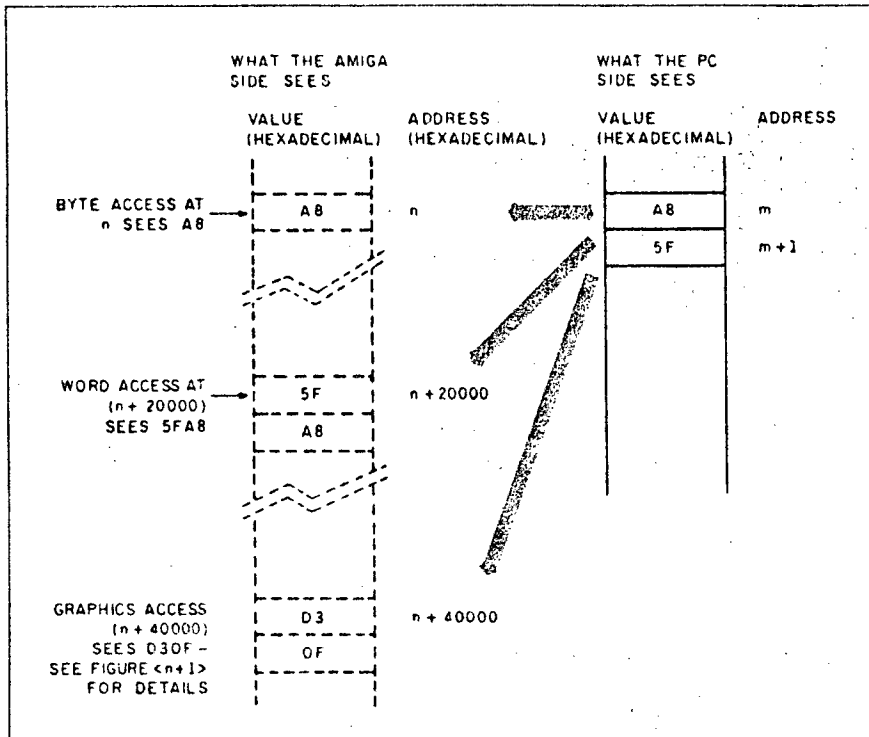 WHAT THE AMIGA
SIDE SEES
WHAT THE PC
SIDE SEES
VALUE
(HEXADECIMAL)
ADDRESS
(HEXADECIMAL)
VALUE
(HEXADECIMAL)
ADDRESS
BYTE ACCESS AT
n SEES A8
A8
n
A8
m
5F
m+1
WORD ACCESS AT
(n+20000)
SEES 5FA8
5F
n+20000
A8
GRAPHICS ACCESS
(n+40000)
SEES D30F-
SEE FIGURE <n+1>
FOR DETAILS
D3
n+40000
0F